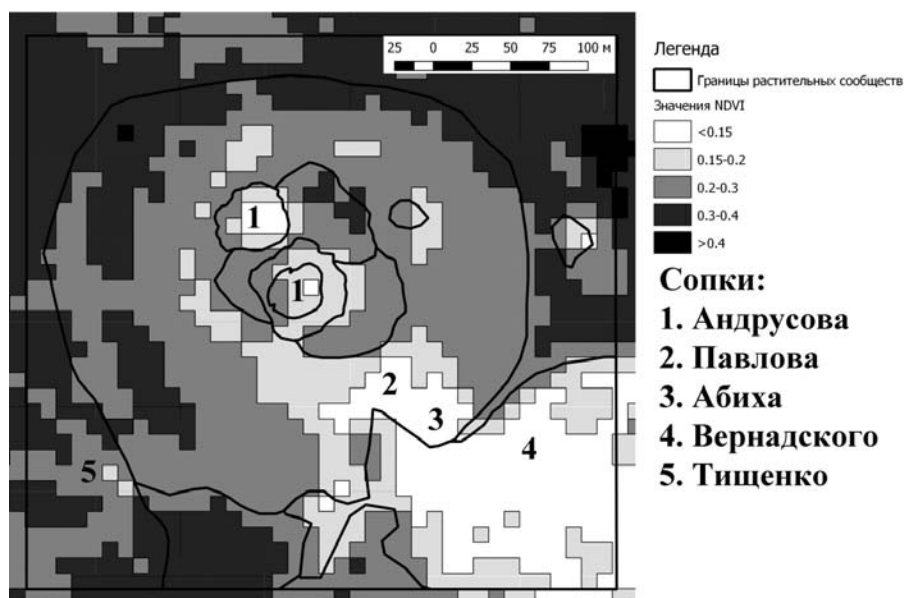 25 0 25 50 75 100 м
1
1
2
3
4
5
Легенда
Границы растительных сообществ
Значения NDVI
<0.15
0.15-0.2
0.2-0.3
0.3-0.4
>0.4
Сопки:
1. Андрусова
2. Павлова
3. Абиха
4. Вернадского
5. Тищенко